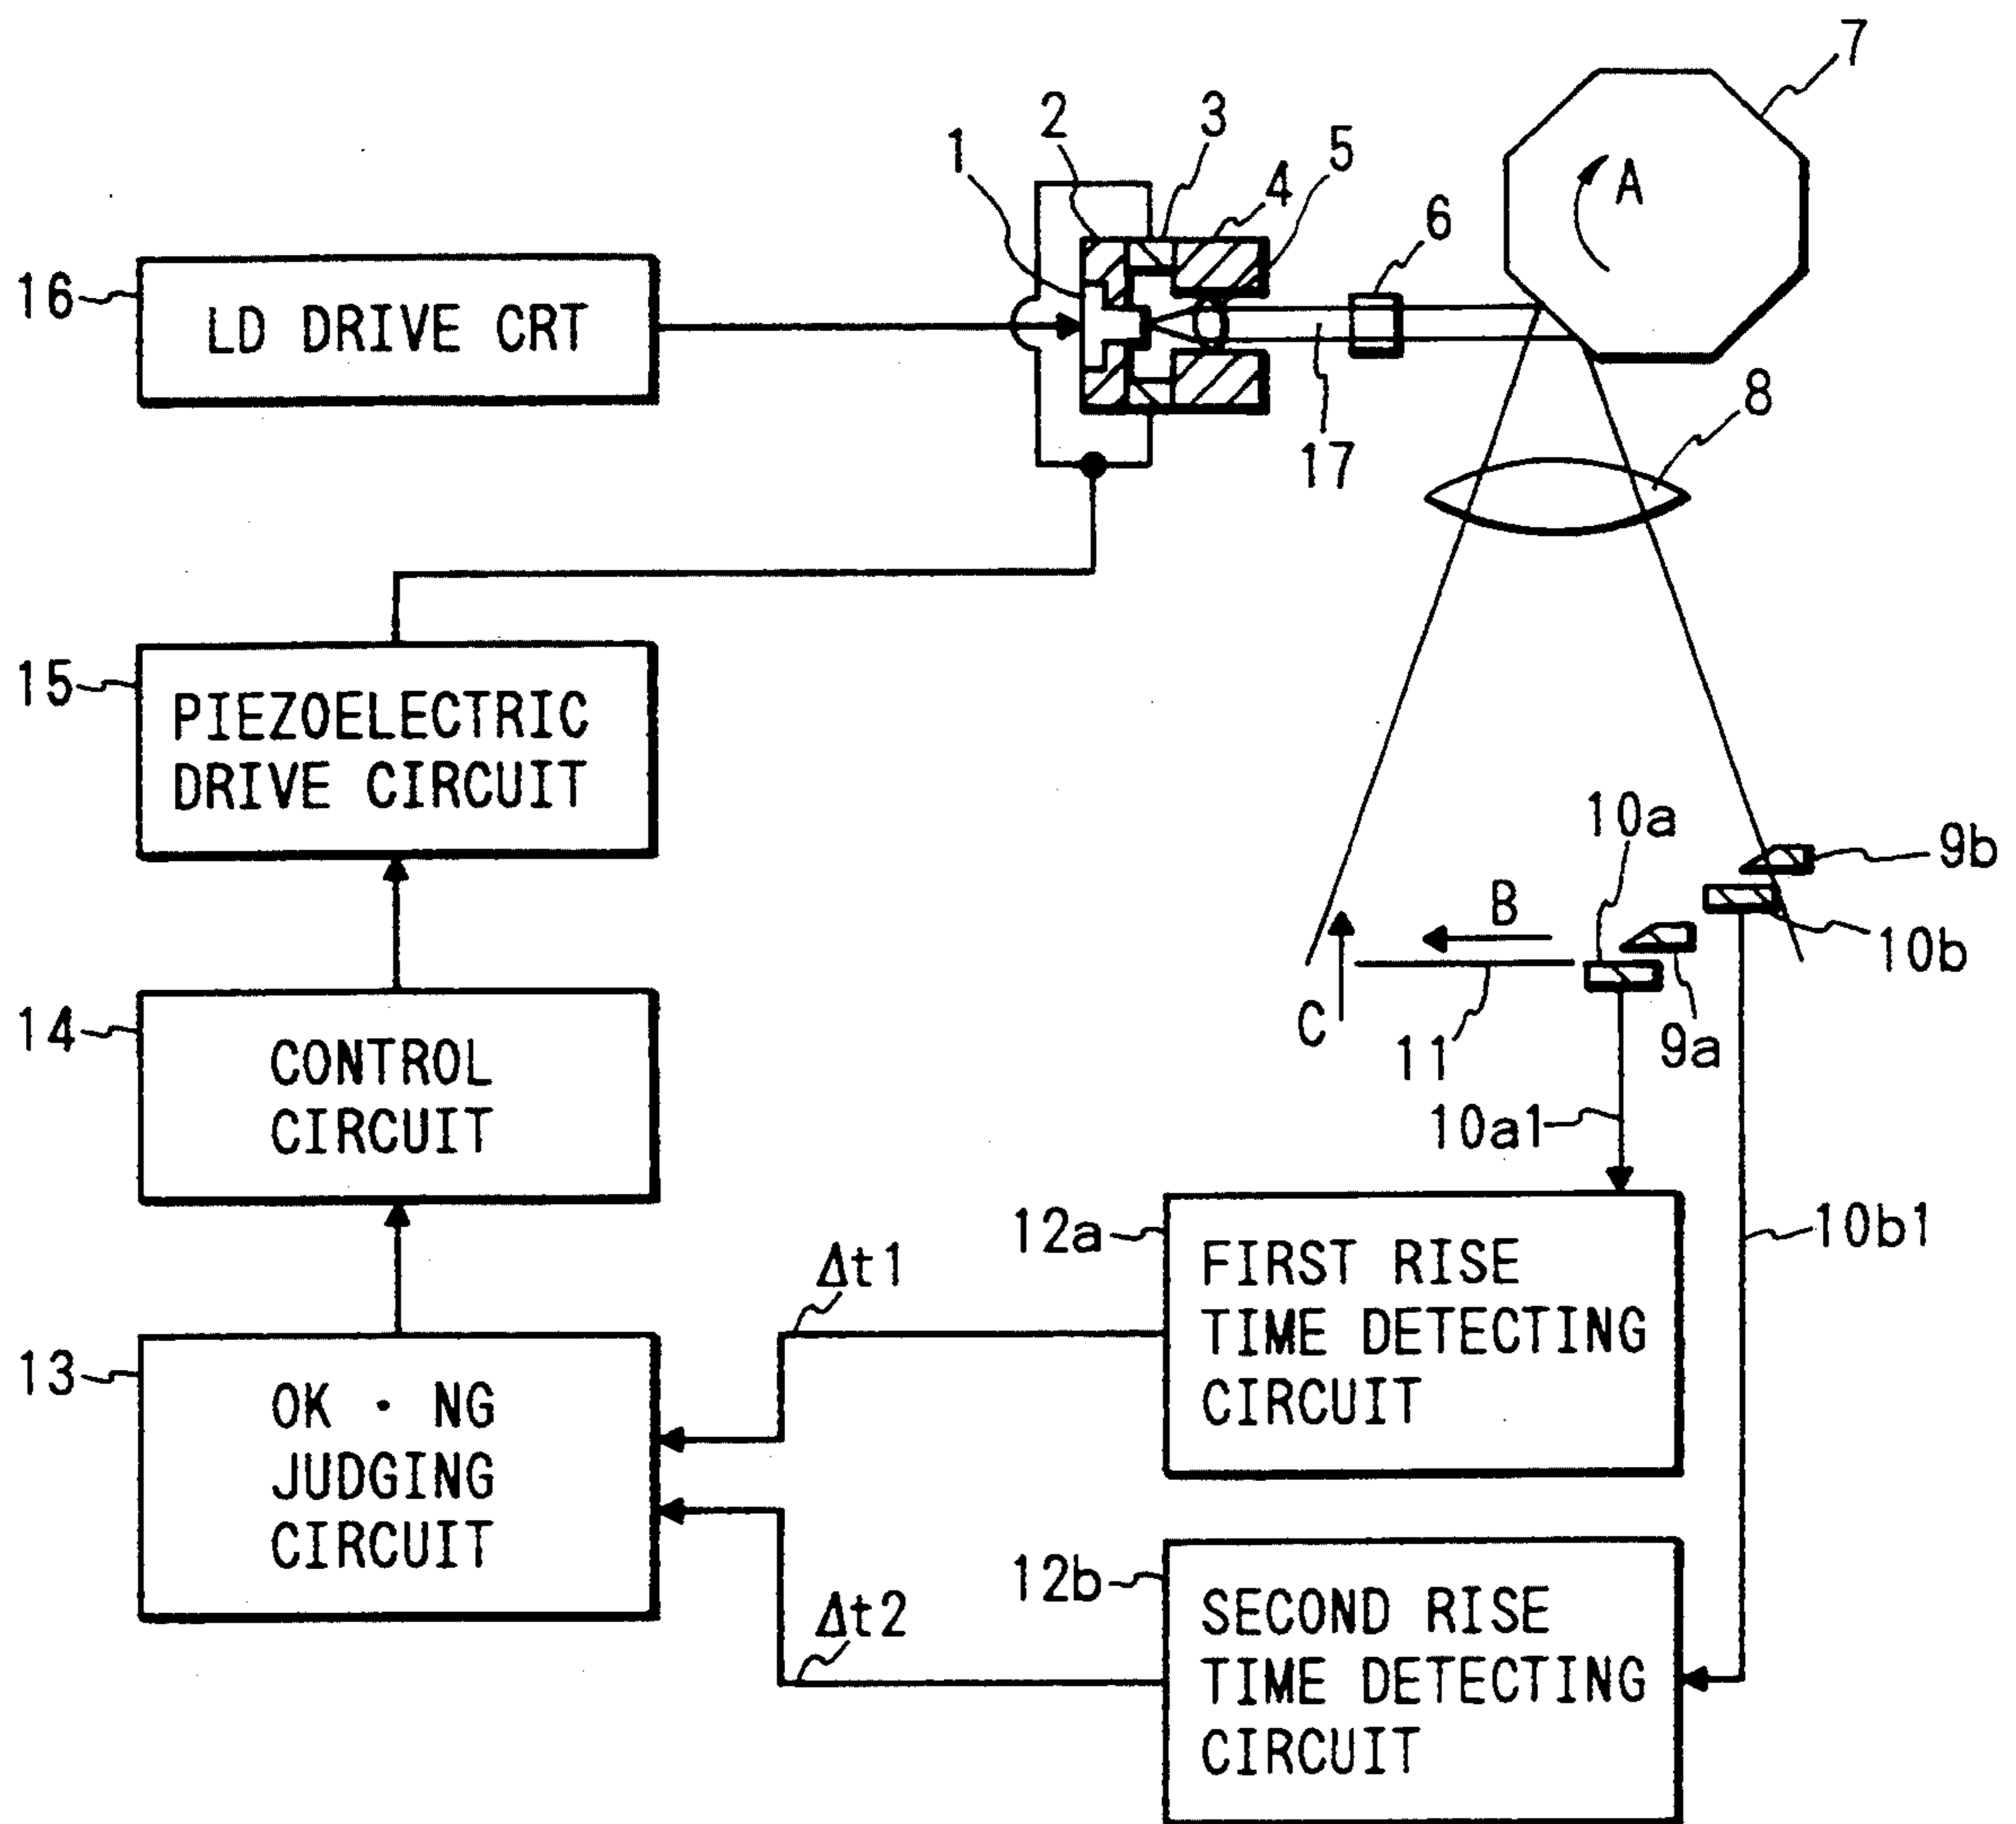 7
2
3
1
5
4
A
6
16
LD DRIVE CRT
8
17
15
PIEZOELECTRIC
DRIVE CIRCUIT
10a
9b
B
10b
14
CONTROL
CIRCUIT
C
11
9a
10a1
12a
10b1
Δt1
FIRST RISE
TIME DETECTING
CIRCUIT
13
OK · NG
JUDGING
CIRCUIT
12b
Δt2
SECOND RISE
TIME DETECTING
CIRCUIT